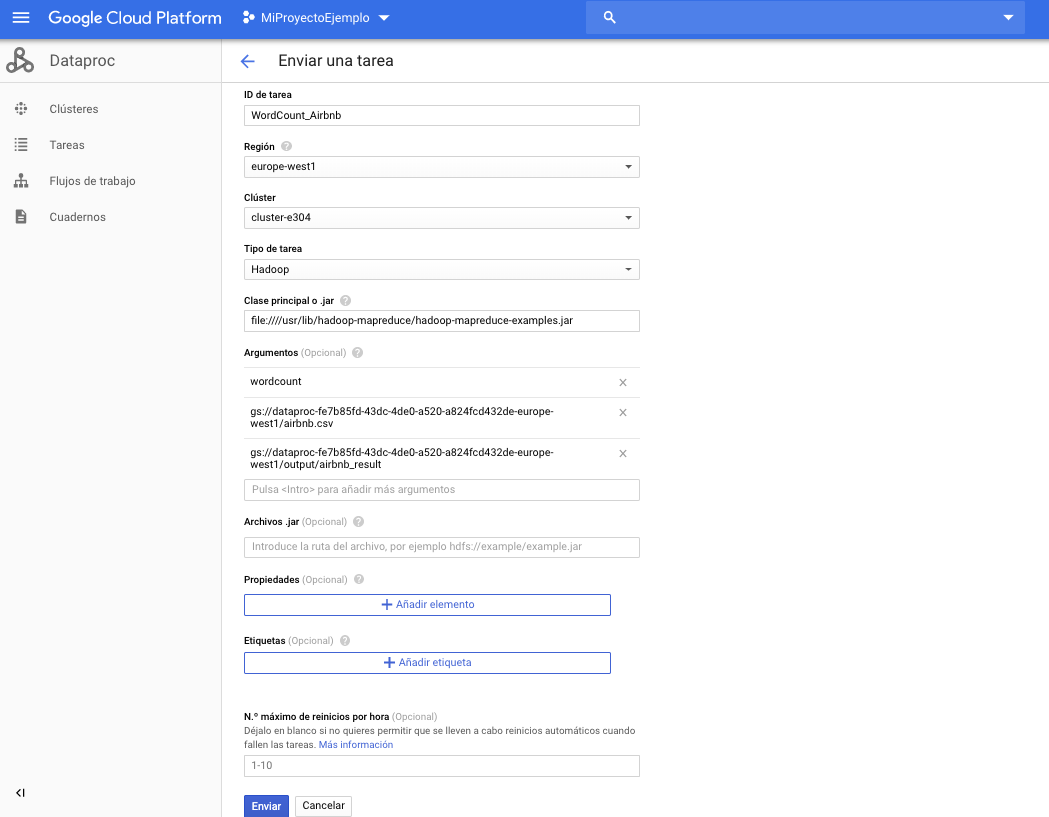 Google Cloud Platform
MiProyectoEjemplo
Dataproc
Enviar una tarea
Clústeres
Tareas
Flujos de trabajo
Cuadernos
ID de tarea
WordCount_Airbnb
Región
europe-west1
Clúster
cluster-e304
Tipo de tarea
Hadoop
Clase principal o .jar
file:////usr/lib/hadoop-mapreduce/hadoop-mapreduce-examples.jar
Argumentos (Opcional)
wordcount
gs://dataproc-fe7b85fd-43dc-4de0-a520-a824fcd432de-europe-
west1/airbnb.csv
gs://dataproc-fe7b85fd-43dc-4de0-a520-a824fcd432de-europe-
west1/output/airbnb_result
Pulsa <Intro> para añadir más argumentos
Archivos .jar (Opcional)
Introduce la ruta del archivo, por ejemplo hdfs://example/example.jar
Propiedades (Opcional)
+ Añadir elemento
Etiquetas (Opcional)
+ Añadir etiqueta
N.º máximo de reinicios por hora (Opcional)
Déjalo en blanco si no quieres permitir que se lleven a cabo reinicios automáticos cuando
fallen las tareas. Más información
1-10
Enviar
Cancelar